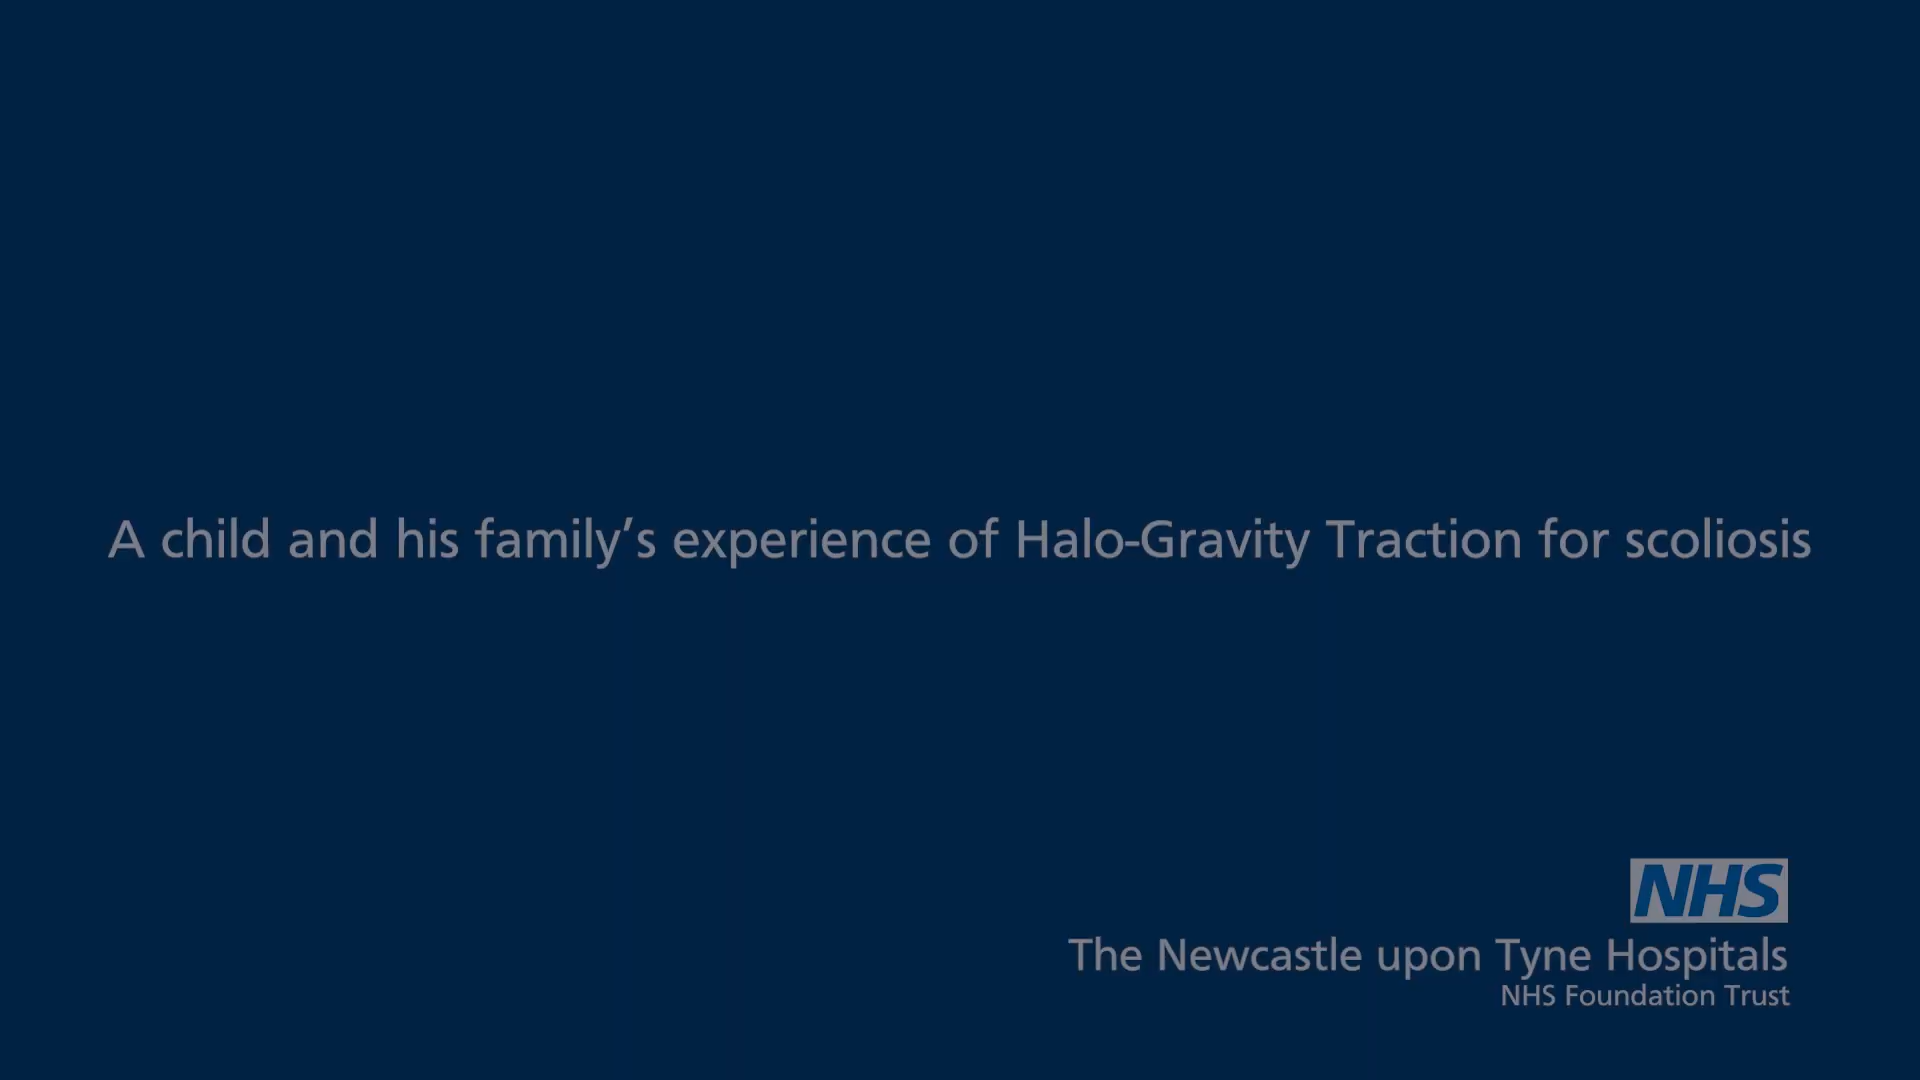 A child and his family’s experience of Halo-Gravity Traction for scoliosis
NHS
The Newcastle upon Tyne Hospitals
NHS Foundation Trust